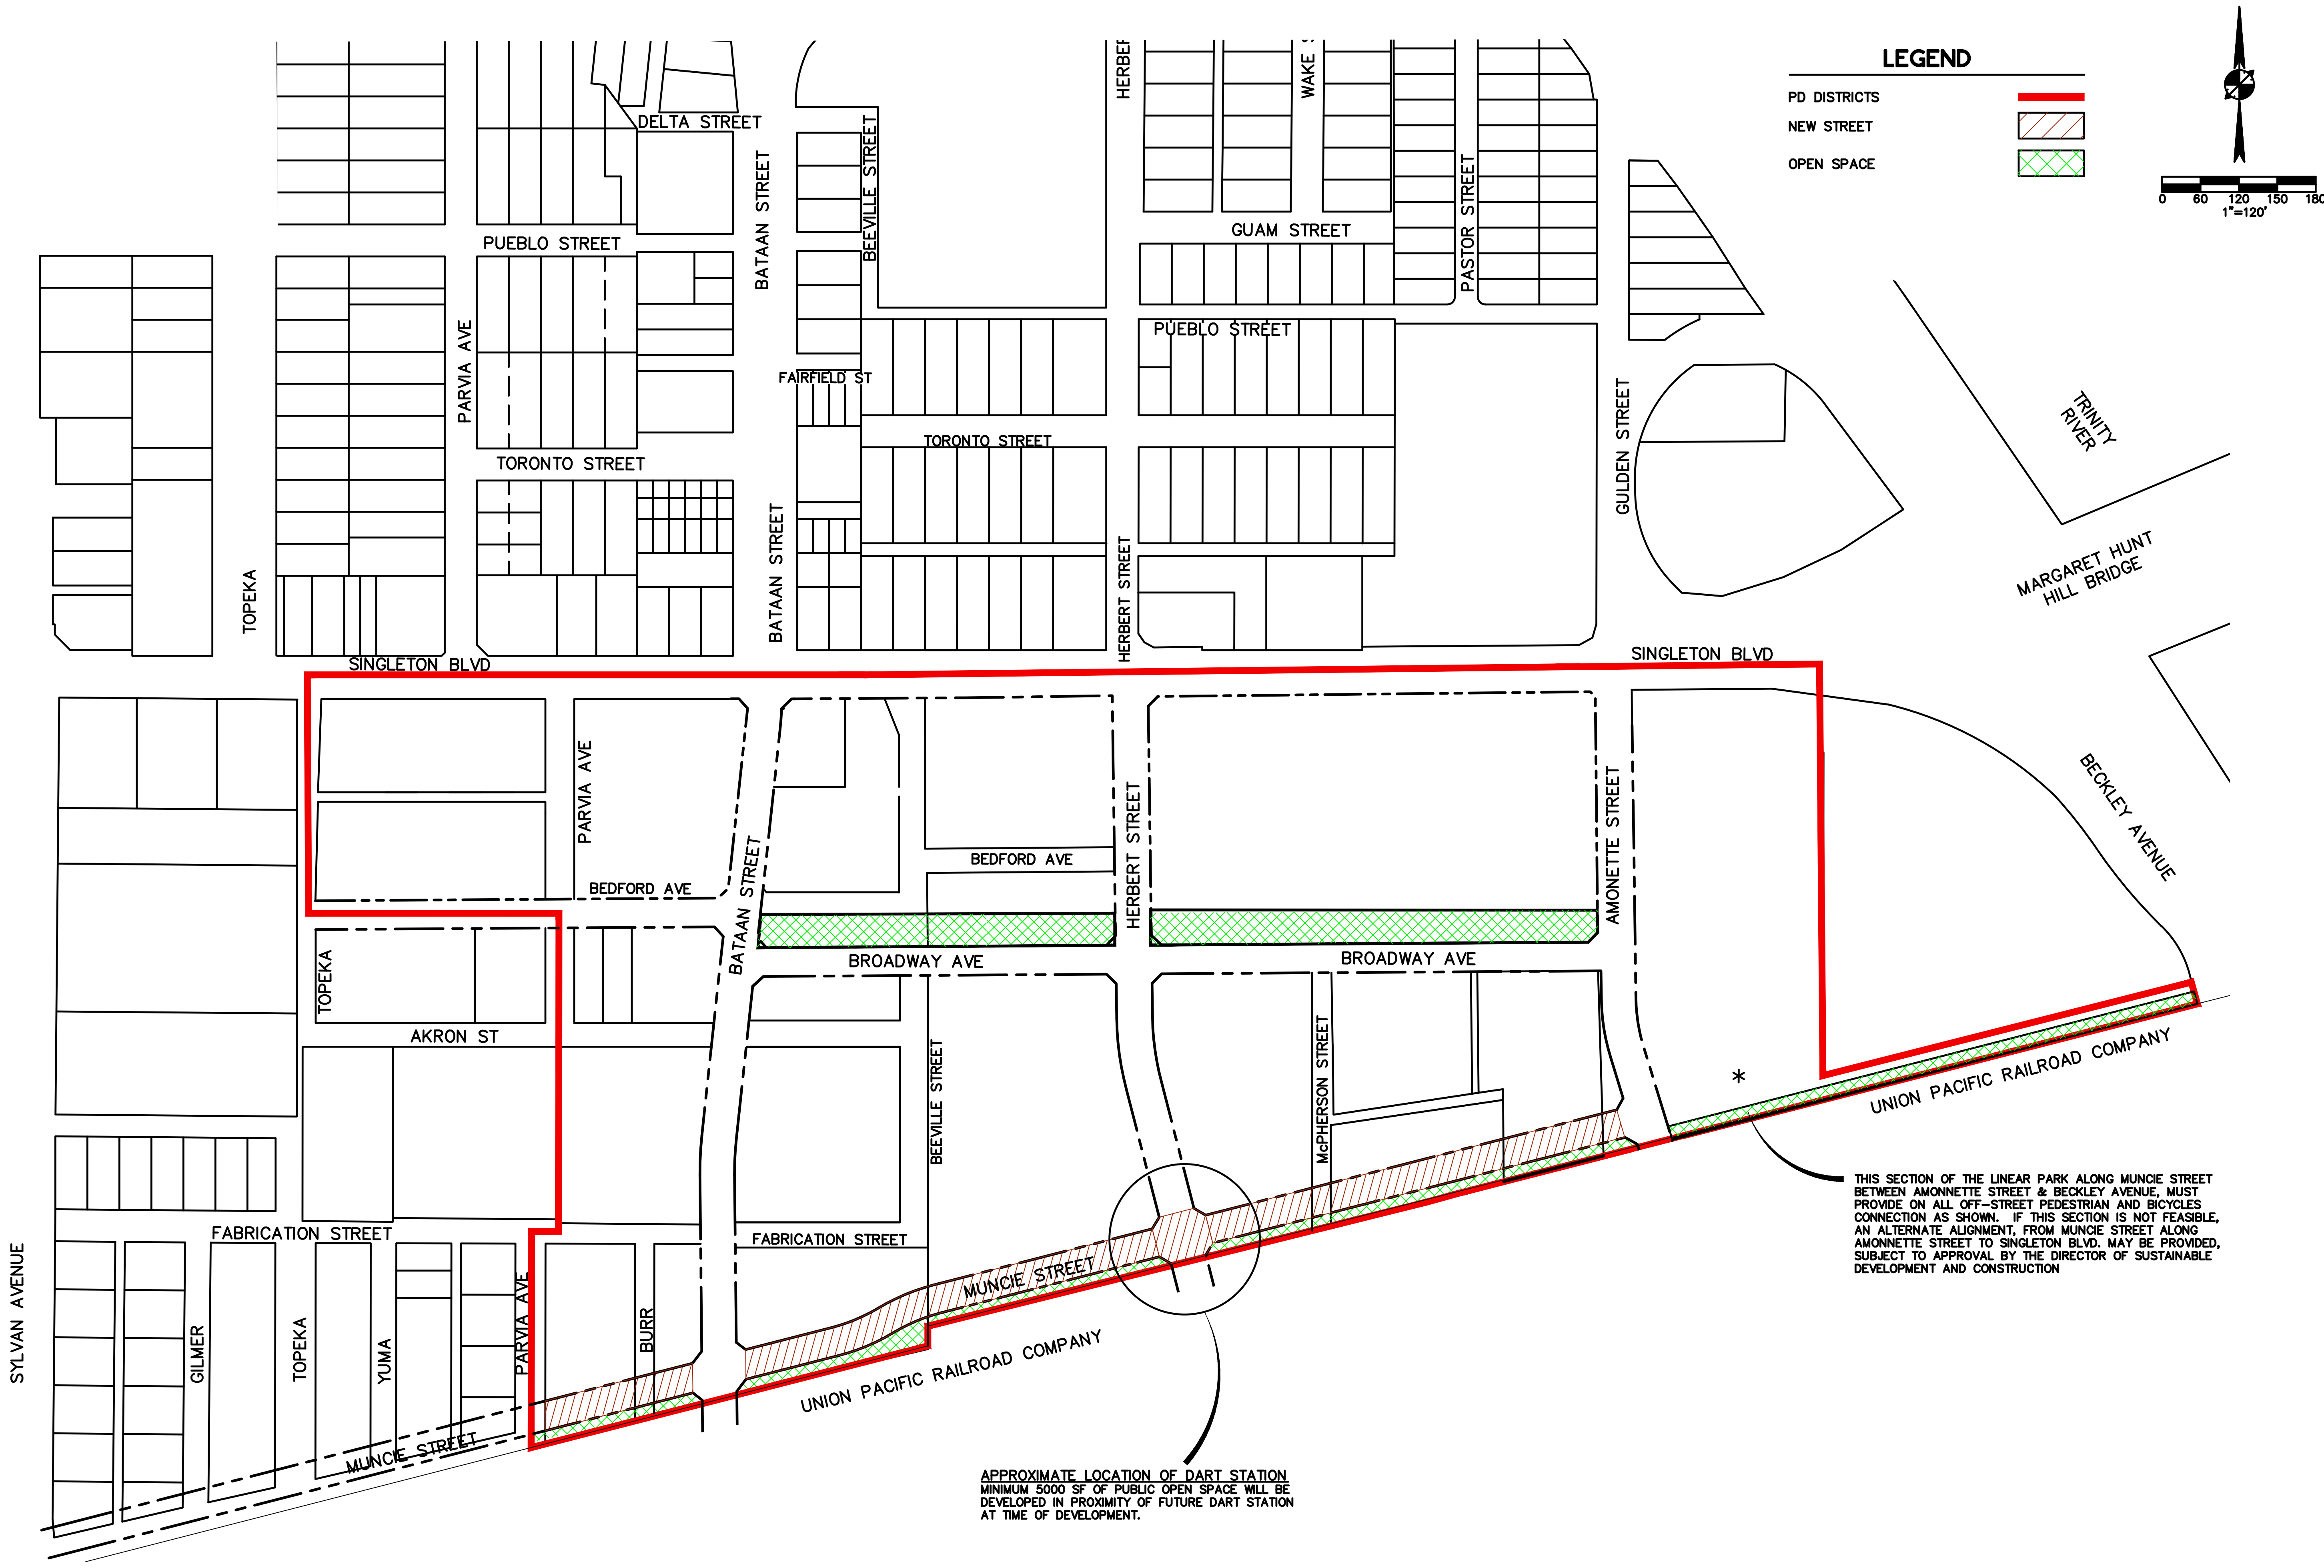 LEGEND
PD DISTRICTS
NEW STREET
OPEN SPACE
0 60 120 150 180
1"=120'
HERBER
WAKE S
DELTA STREET
BATAAN STREET
BEEVILLE STREET
PASTOR STREET
GUAM STREET
PUEBLO STREET
PUEBLO STREET
PARVIA AVE
FAIRFIELD ST
TORONTO STREET
TORONTO STREET
GULDEN STREET
TRINITY
RIVER
MARGARET HUNT
HILL BRIDGE
TOPEKA
BATAAN STREET
HERBERT STREET
SINGLETON BLVD
SINGLETON BLVD
PARVIA AVE
BEDFORD AVE
BATAAN STREET
BEDFORD AVE
HERBERT STREET
AMONETTE STREET
BECKLEY AVENUE
TOPEKA
BROADWAY AVE
BROADWAY AVE
AKRON ST
BEEVILLE STREET
McPHERSON STREET
*
UNION PACIFIC RAILROAD COMPANY
THIS SECTION OF THE LINEAR PARK ALONG MUNCIE STREET
BETWEEN AMONNETTE STREET & BECKLEY AVENUE, MUST
PROVIDE ON ALL OFF-STREET PEDESTRIAN AND BICYCLES
CONNECTION AS SHOWN. IF THIS SECTION IS NOT FEASIBLE,
AN ALTERNATE ALIGNMENT, FROM MUNCIE STREET ALONG
AMONNETTE STREET TO SINGLETON BLVD. MAY BE PROVIDED,
SUBJECT TO APPROVAL BY THE DIRECTOR OF SUSTAINABLE
DEVELOPMENT AND CONSTRUCTION
FABRICATION STREET
FABRICATION STREET
SYLVAN AVENUE
GILMER
TOPEKA
YUMA
PARVIA AVE
BURR
MUNCIE STREET
MUNCIE STREET
UNION PACIFIC RAILROAD COMPANY
APPROXIMATE LOCATION OF DART STATION
MINIMUM 5000 SF OF PUBLIC OPEN SPACE WILL BE
DEVELOPED IN PROXIMITY OF FUTURE DART STATION
AT TIME OF DEVELOPMENT.